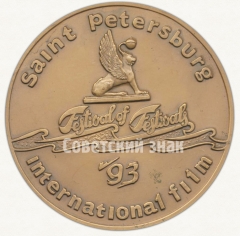 Saint Petersburg
Festival of Festivals
Советский знак
'93
international film